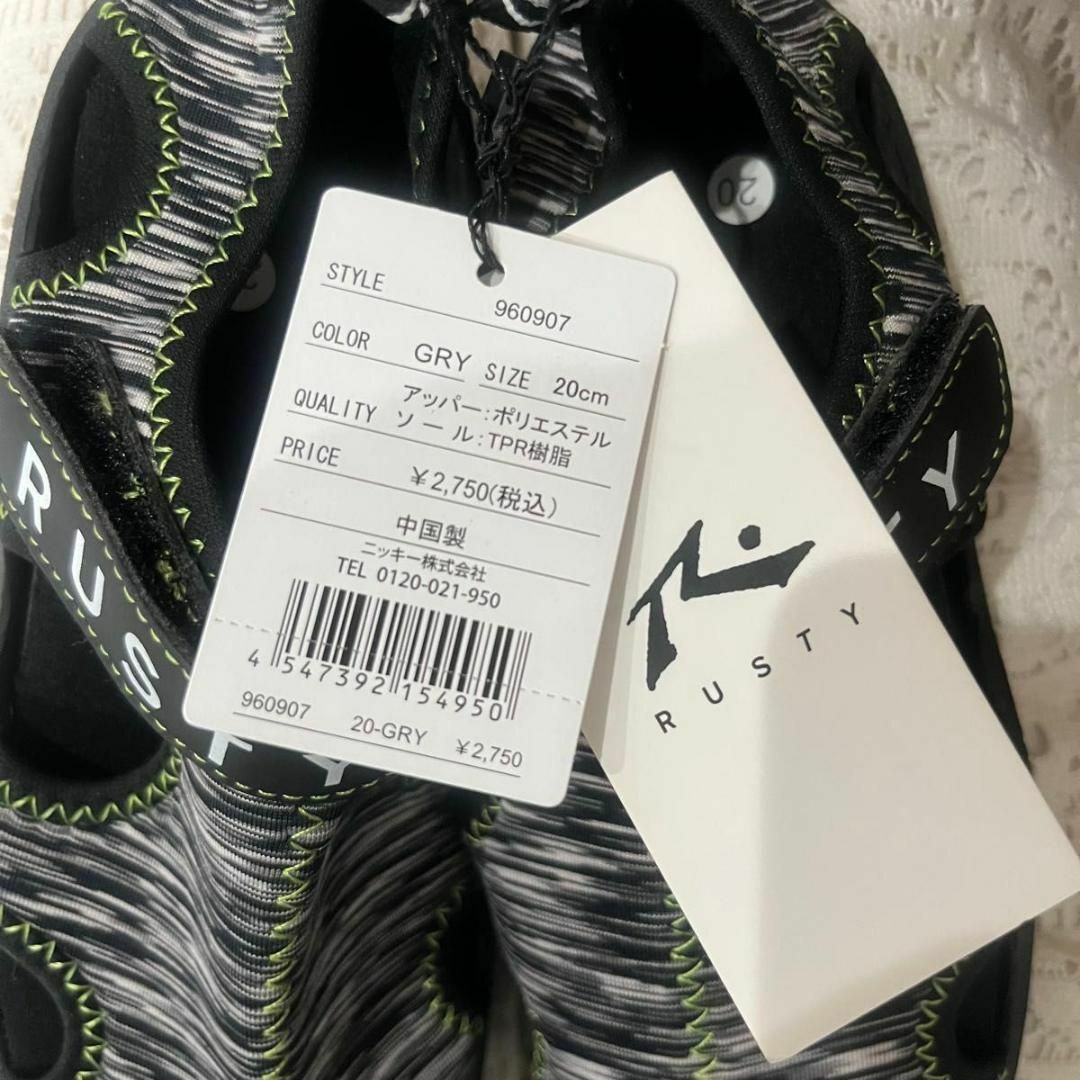 STYLE 960907
COLOR GRY SIZE 20cm
QUALITY アッパー:ポリエステル
ソール:TPR樹脂
PRICE ￥2,750(税込)
中国製
ニッキー株式会社
TEL 0120-021-950
4 547392 154950
960907 20-GRY ￥2,750
RUSTY
RUSTY
TY
20